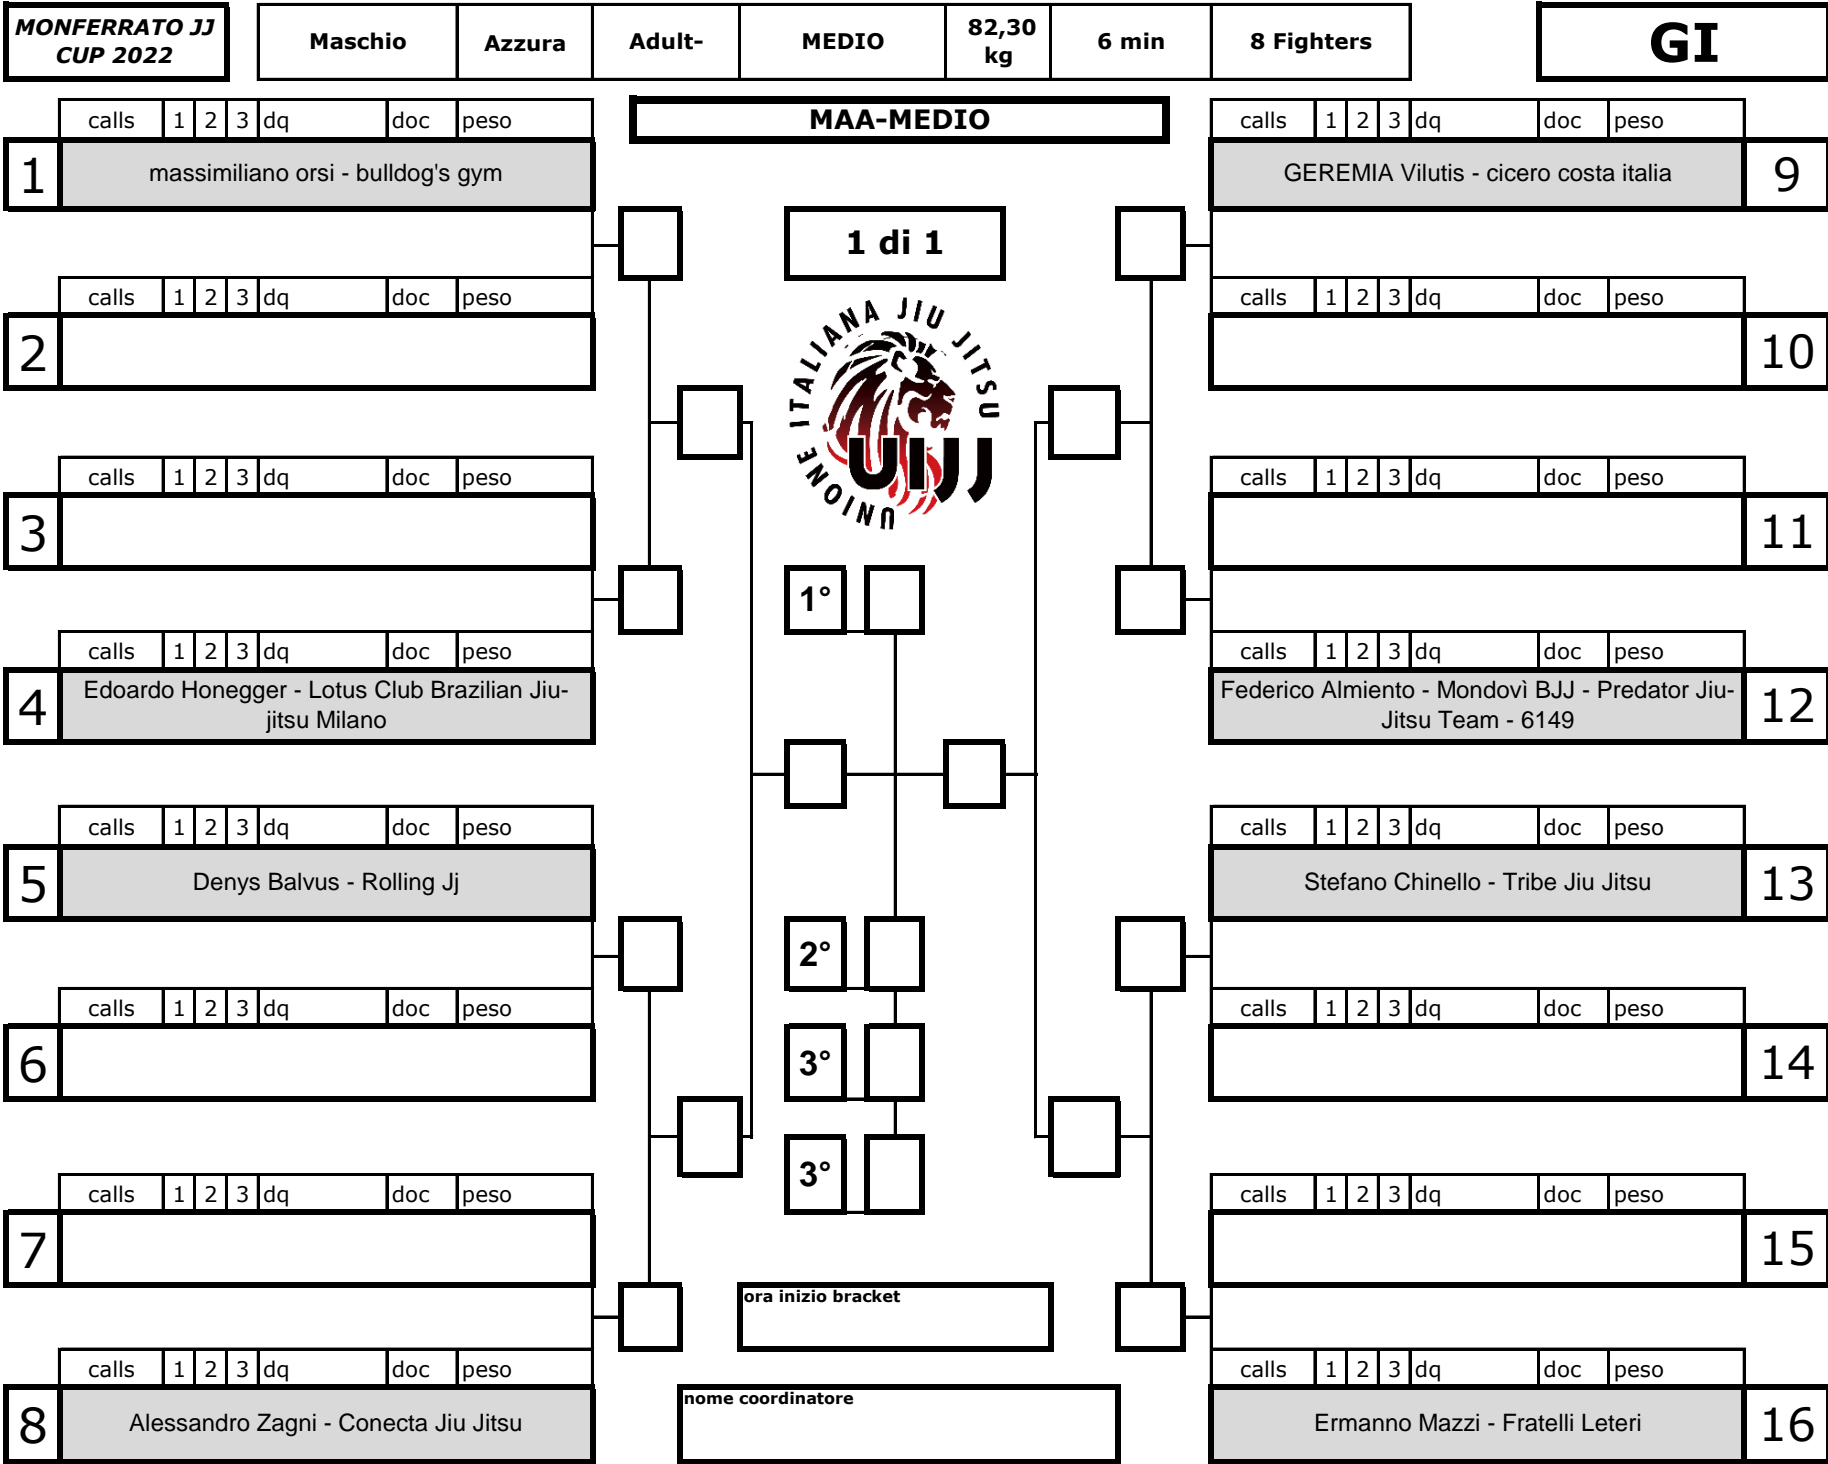 MONFERRATO JJ
CUP 2022
Maschio
Azzura
Adult-
MEDIO
82,30
kg
6 min
8 Fighters
GI
MAA-MEDIO
1 di 1
calls 1 2 3 dq doc peso
1 massimiliano orsi - bulldog's gym
calls 1 2 3 dq doc peso
2
calls 1 2 3 dq doc peso
3
calls 1 2 3 dq doc peso
4 Edoardo Honegger - Lotus Club Brazilian Jiu-
jitsu Milano
calls 1 2 3 dq doc peso
5 Denys Balvus - Rolling Jj
calls 1 2 3 dq doc peso
6
calls 1 2 3 dq doc peso
7
calls 1 2 3 dq doc peso
8 Alessandro Zagni - Conecta Jiu Jitsu
UNIONE ITALIANA JIU JITSU
UIJJ
1°
2°
3°
3°
ora inizio bracket
nome coordinatore
calls 1 2 3 dq doc peso
GEREMIA Vilutis - cicero costa italia 9
calls 1 2 3 dq doc peso
10
calls 1 2 3 dq doc peso
11
calls 1 2 3 dq doc peso
Federico Almiento - Mondovì BJJ - Predator Jiu-
Jitsu Team - 6149 12
calls 1 2 3 dq doc peso
Stefano Chinello - Tribe Jiu Jitsu 13
calls 1 2 3 dq doc peso
14
calls 1 2 3 dq doc peso
15
calls 1 2 3 dq doc peso
Ermanno Mazzi - Fratelli Leteri 16